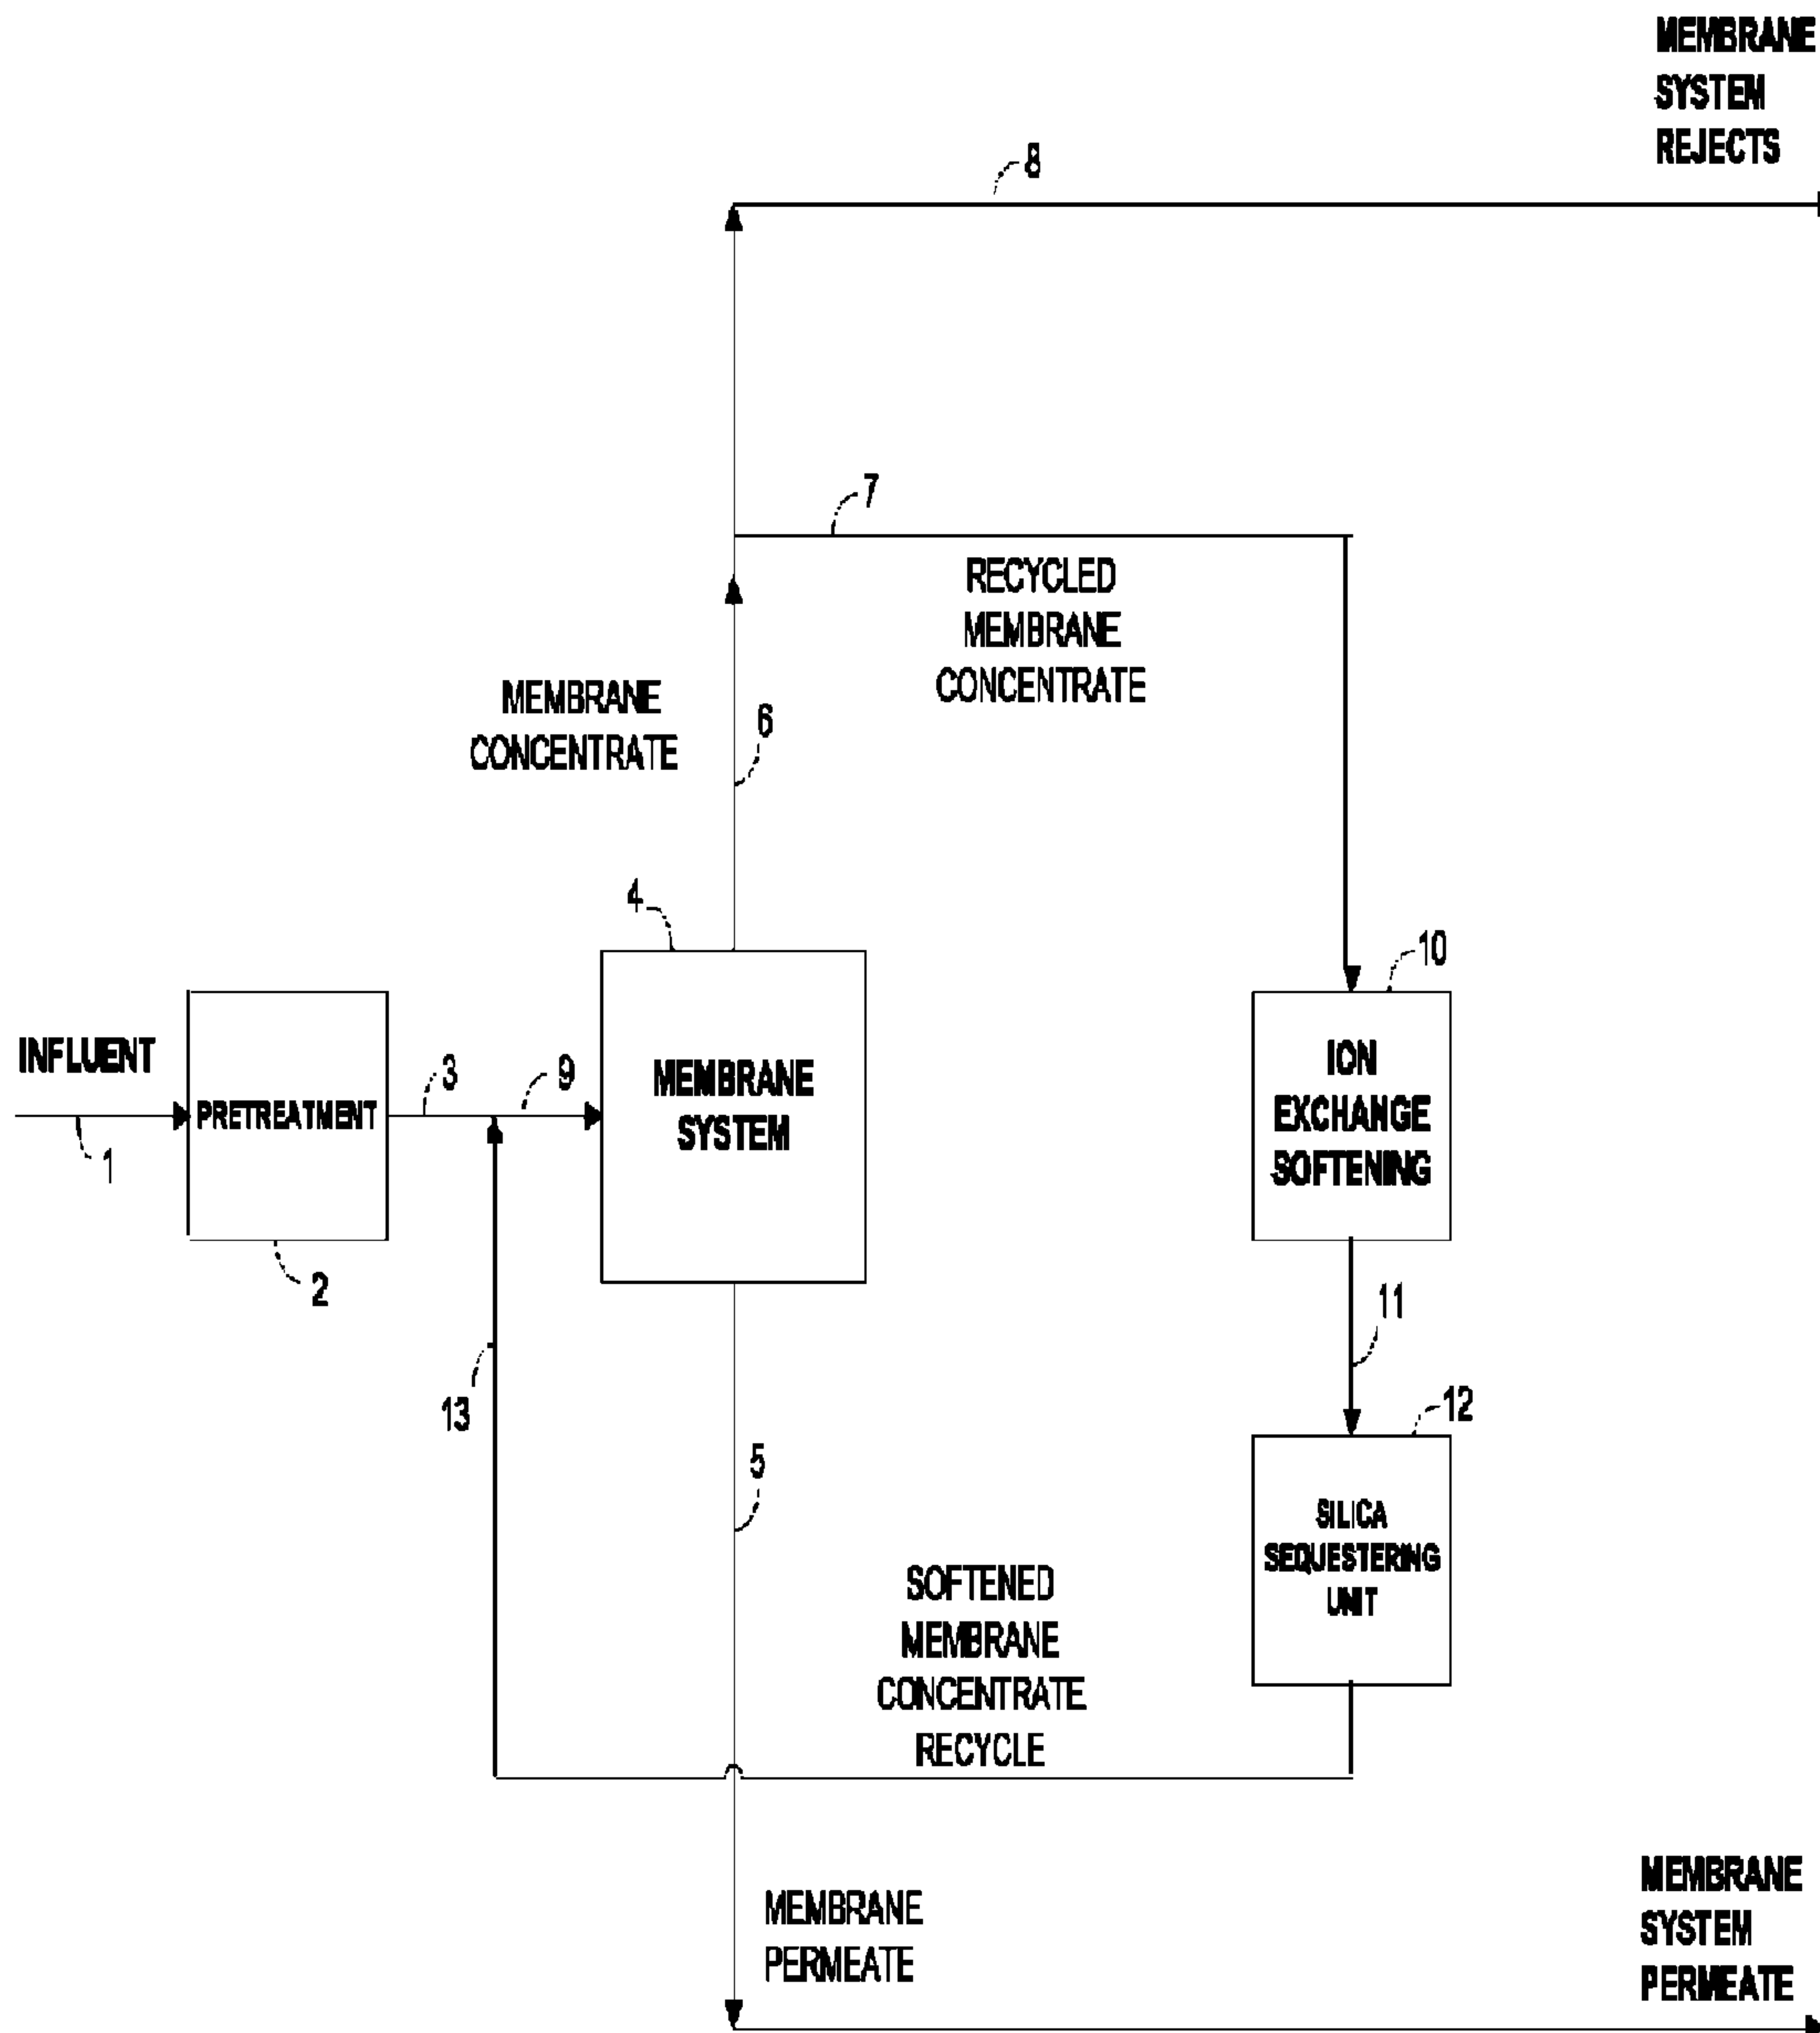 MEMBRANE
SYSTEM
REJECTS
8
7
RECYCLED
MEMBRANE
CONCENTRATE
MEMBRANE
CONCENTRATE
6
4
10
INFLUENT
PRETREATMENT
3
9
MEMBRANE
SYSTEM
ION
EXCHANGE
SOFTENING
1
2
11
13
12
5
SILICA
SEQUESTERING
UNIT
SOFTENED
MEMBRANE
CONCENTRATE
RECYCLE
MEMBRANE
PERMEATE
MEMBRANE
SYSTEM
PERMEATE